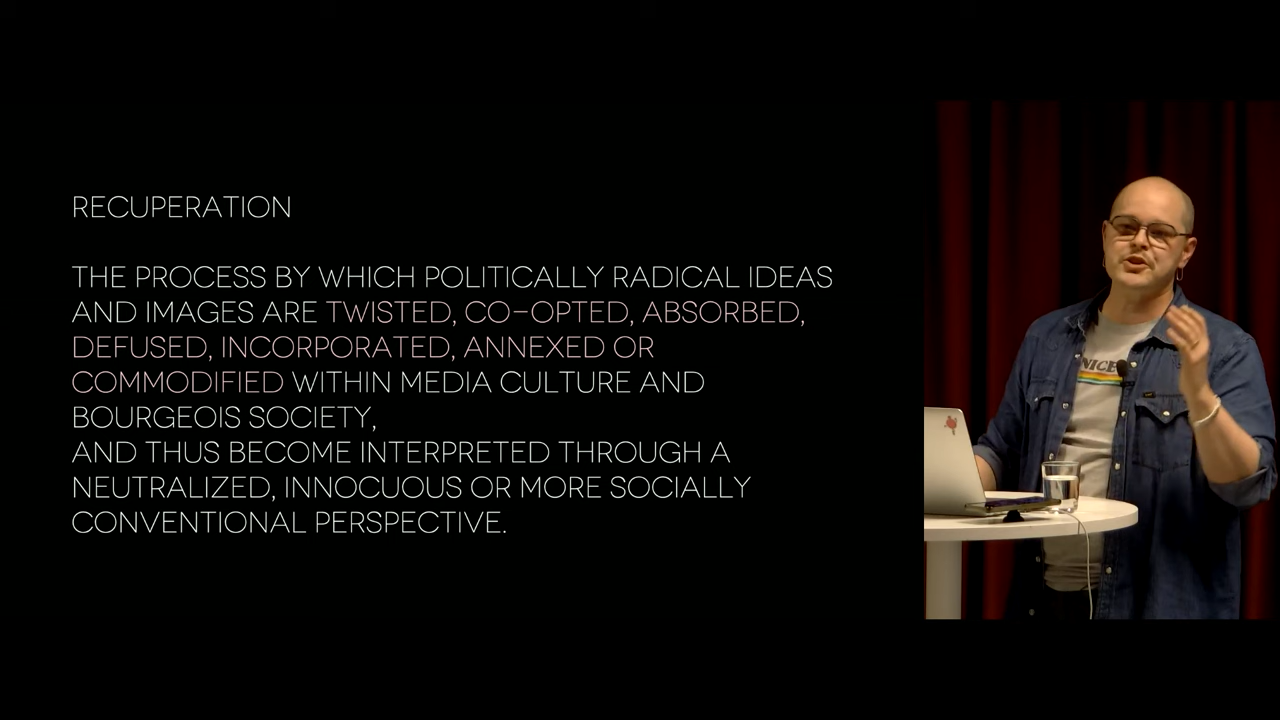 RECUPERATION
THE PROCESS BY WHICH POLITICALLY RADICAL IDEAS
AND IMAGES ARE TWISTED, CO-OPTED, ABSORBED,
DEFUSED, INCORPORATED, ANNEXED OR
COMMODIFIED WITHIN MEDIA CULTURE AND
BOURGEOIS SOCIETY,
AND THUS BECOME INTERPRETED THROUGH A
NEUTRALIZED, INNOCUOUS OR MORE SOCIALLY
CONVENTIONAL PERSPECTIVE.
NICE